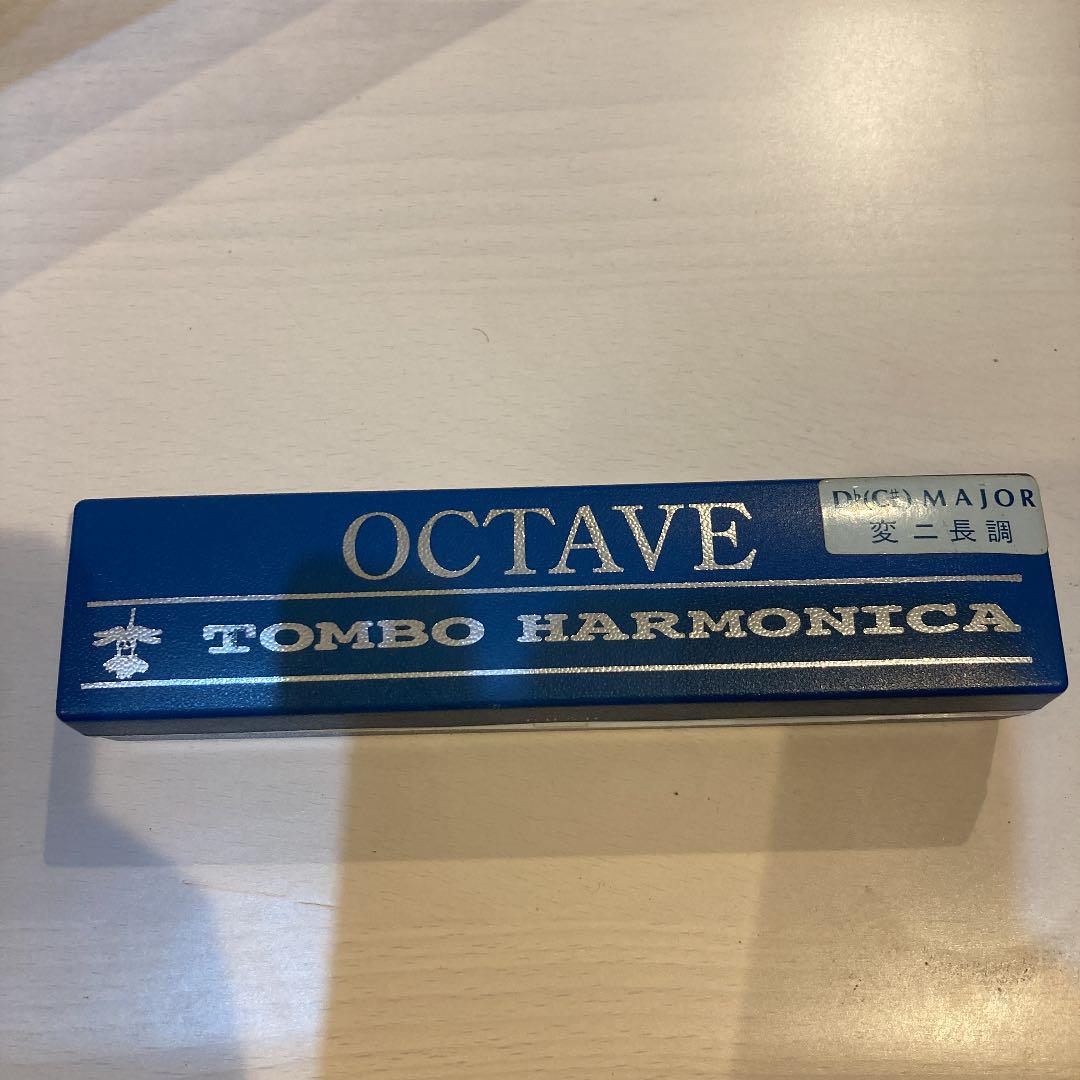 OCTAVE
D♭(C♯) MAJOR
変ニ長調
TOMBO HARMONICA